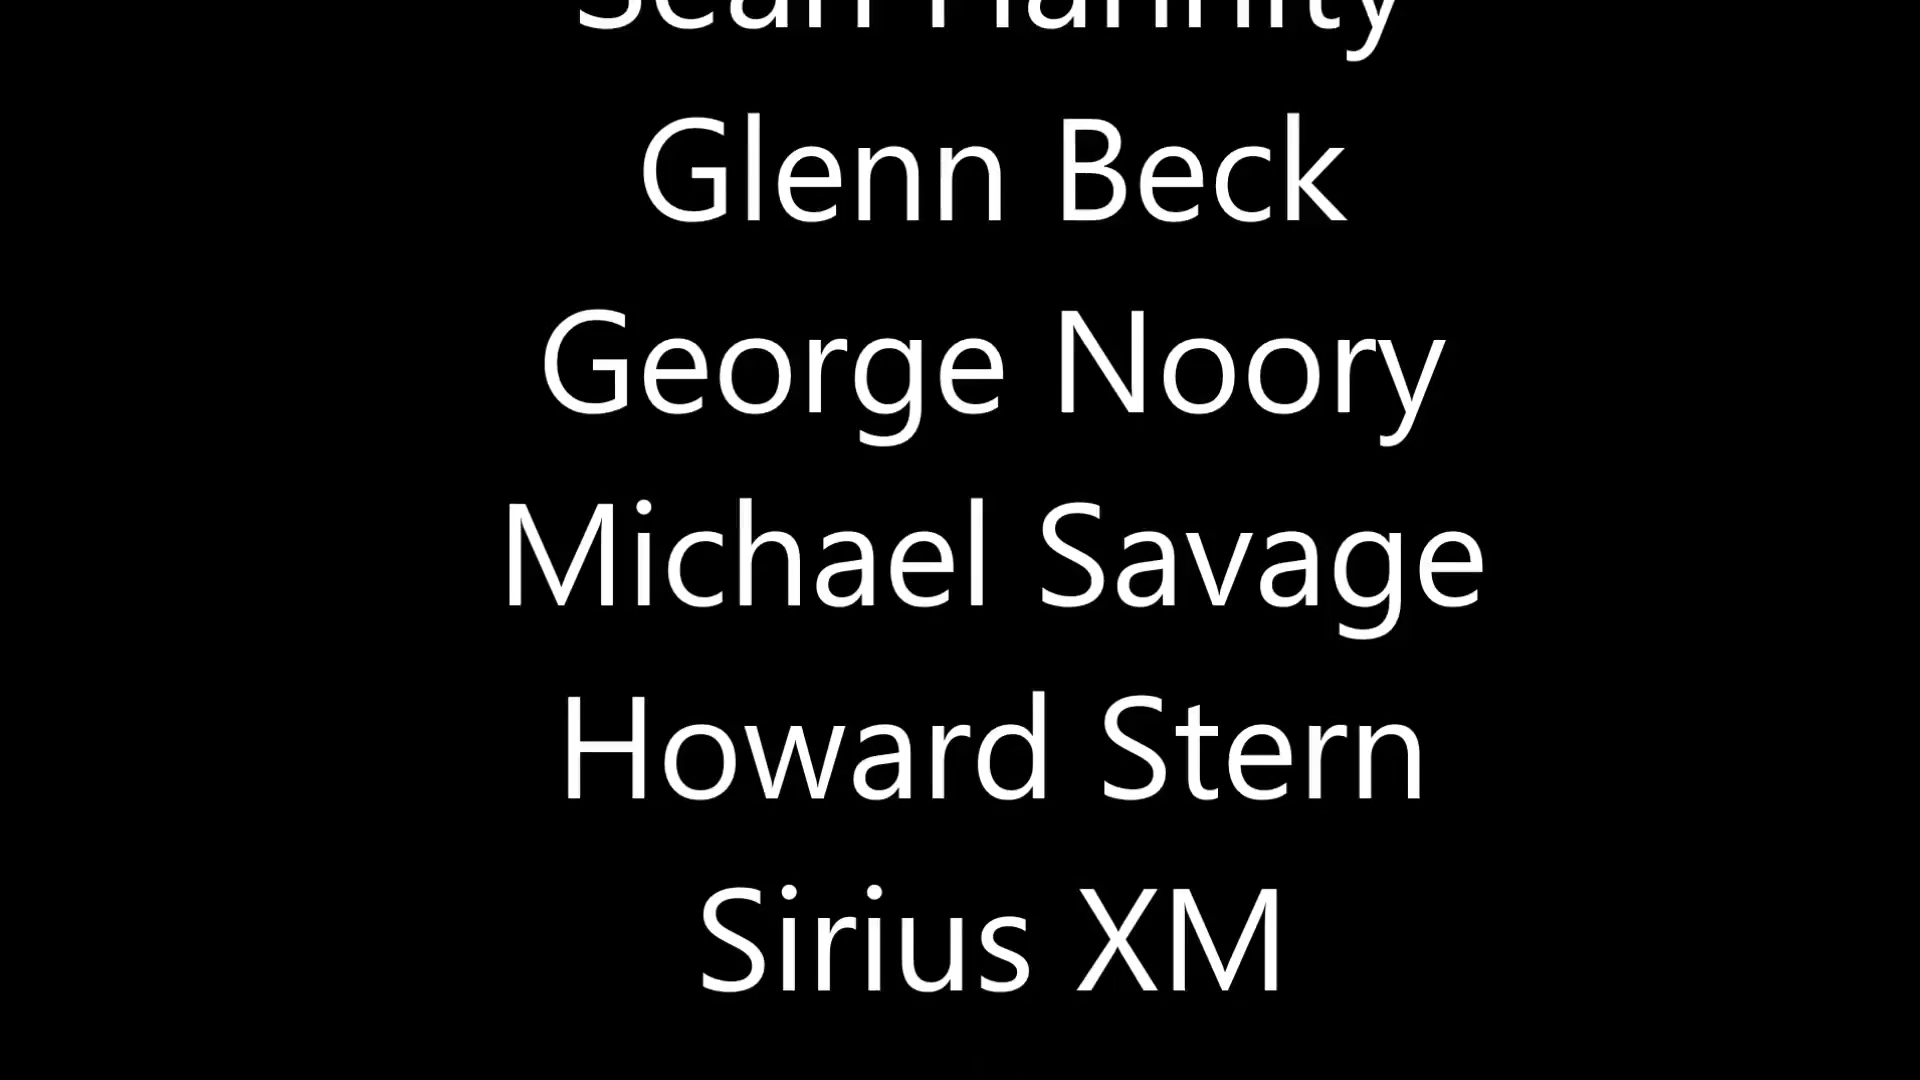 Sean Hannity
Glenn Beck
George Noory
Michael Savage
Howard Stern
Sirius XM